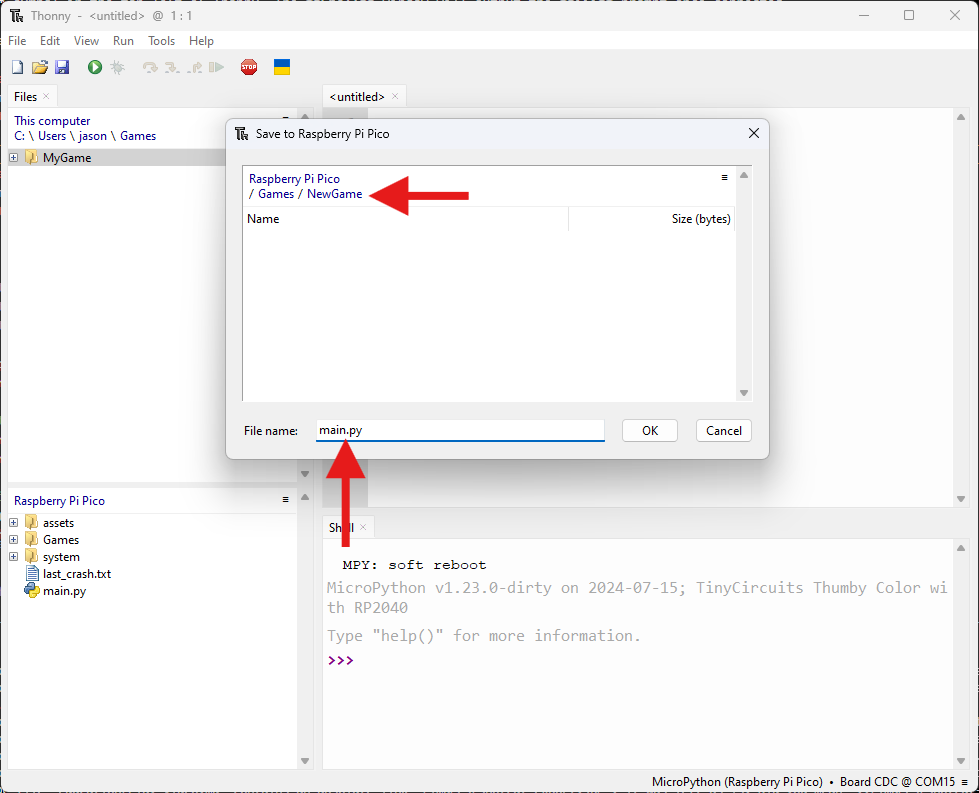 Thonny - <untitled> @ 1 : 1
File Edit View Run Tools Help
STOP
Files
<untitled>
This computer
C: \ Users \ jason \ Games
MyGame
Save to Raspberry Pi Pico
Raspberry Pi Pico
/ Games / NewGame
Name Size (bytes)
File name: main.py OK Cancel
Raspberry Pi Pico
assets
Games
system
last_crash.txt
main.py
Shell
MPY: soft reboot
MicroPython v1.23.0-dirty on 2024-07-15; TinyCircuits Thumby Color wi
th RP2040
Type "help()" for more information.
>>>
MicroPython (Raspberry Pi Pico) • Board CDC @ COM15